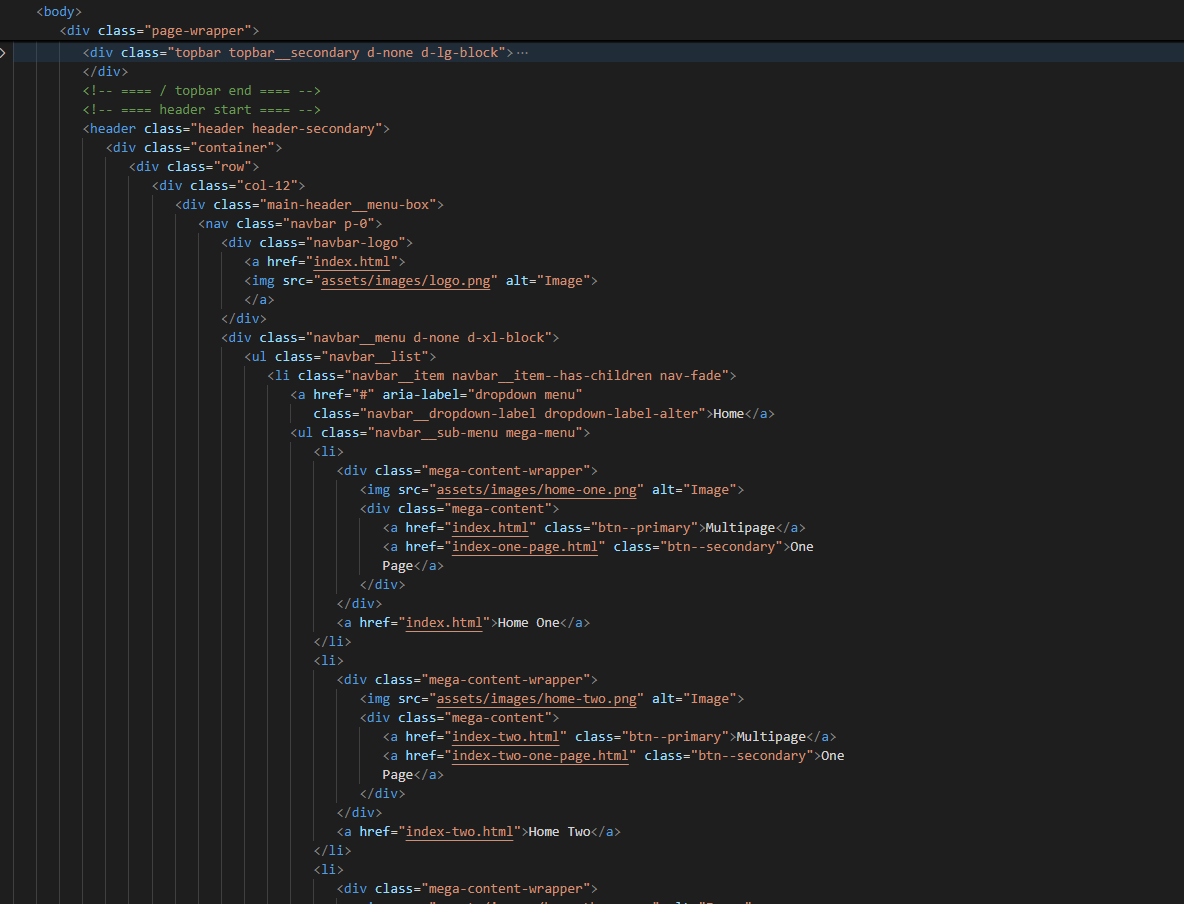 <body>
<div class="page-wrapper">
<div class="topbar topbar__secondary d-none d-lg-block">…
</div>
<!-- ==== / topbar end ==== -->
<!-- ==== header start ==== -->
<header class="header header-secondary">
<div class="container">
<div class="row">
<div class="col-12">
<div class="main-header__menu-box">
<nav class="navbar p-0">
<div class="navbar-logo">
<a href="index.html">
<img src="assets/images/logo.png" alt="Image">
</a>
</div>
<div class="navbar__menu d-none d-xl-block">
<ul class="navbar__list">
<li class="navbar__item navbar__item--has-children nav-fade">
<a href="#" aria-label="dropdown menu"
class="navbar__dropdown-label dropdown-label-alter">Home</a>
<ul class="navbar__sub-menu mega-menu">
<li>
<div class="mega-content-wrapper">
<img src="assets/images/home-one.png" alt="Image">
<div class="mega-content">
<a href="index.html" class="btn--primary">Multipage</a>
<a href="index-one-page.html" class="btn--secondary">One
Page</a>
</div>
</div>
<a href="index.html">Home One</a>
</li>
<li>
<div class="mega-content-wrapper">
<img src="assets/images/home-two.png" alt="Image">
<div class="mega-content">
<a href="index-two.html" class="btn--primary">Multipage</a>
<a href="index-two-one-page.html" class="btn--secondary">One
Page</a>
</div>
</div>
<a href="index-two.html">Home Two</a>
</li>
<li>
<div class="mega-content-wrapper">